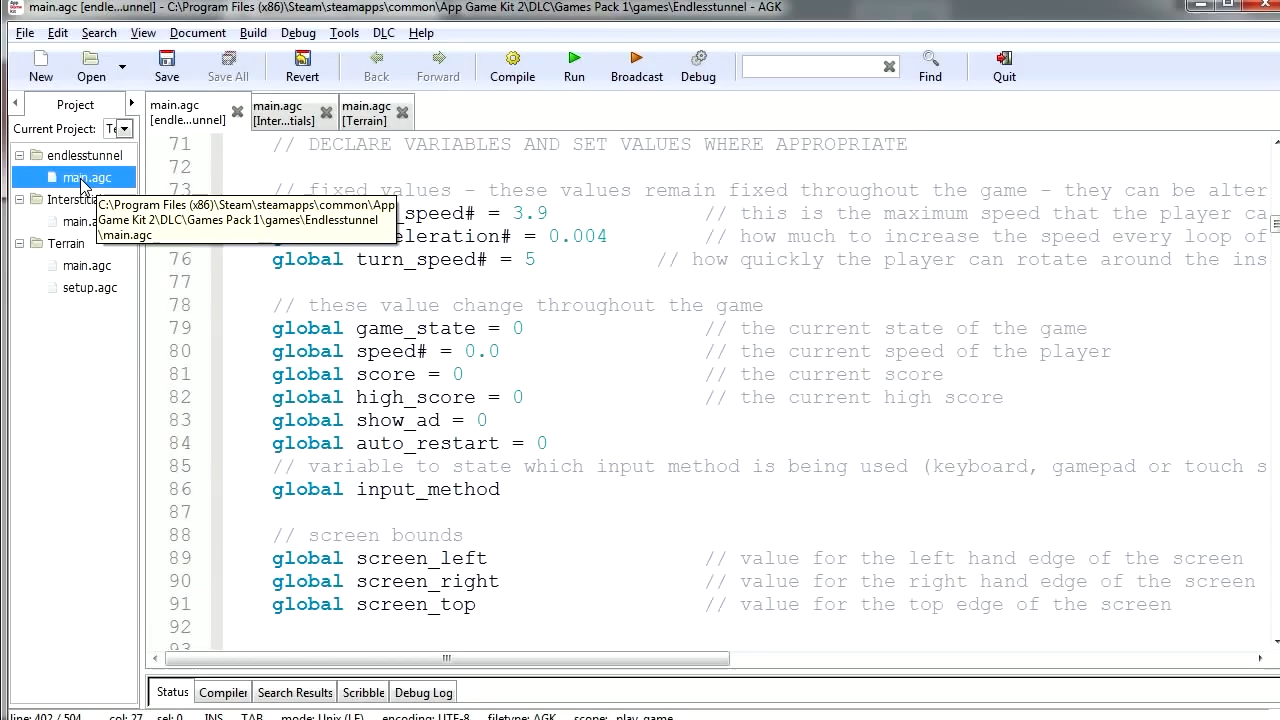 main.agc [endle...unnel] - C:\Program Files (x86)\Steam\steamapps\common\App Game Kit 2\DLC\Games Pack 1\games\Endlesstunnel - AGK
File Edit Search View Document Build Debug Tools DLC Help
New Open Save Save All Revert Back Forward Compile Run Broadcast Debug Find Quit
Project
Current Project:
endlesstunnel
main.agc
Terrain
main.agc
setup.agc
C:\Program Files (x86)\Steam\steamapps\common\App
Game Kit 2\DLC\Games Pack 1\games\Endlesstunnel
\main.agc
main.agc
[endle...unnel]
main.agc
[Inter...tials]
main.agc
[Terrain]
71 // DECLARE VARIABLES AND SET VALUES WHERE APPROPRIATE
72
73 // fixed values - these values remain fixed throughout the game - they can be alter
_speed# = 3.9 // this is the maximum speed that the player ca
eleration# = 0.004 // how much to increase the speed every loop of
76 global turn_speed# = 5 // how quickly the player can rotate around the ins
77
78 // these value change throughout the game
79 global game_state = 0 // the current state of the game
80 global speed# = 0.0 // the current speed of the player
81 global score = 0 // the current score
82 global high_score = 0 // the current high score
83 global show_ad = 0
84 global auto_restart = 0
85 // variable to state which input method is being used (keyboard, gamepad or touch s
86 global input_method
87
88 // screen bounds
89 global screen_left // value for the left hand edge of the screen
90 global screen_right // value for the right hand edge of the screen
91 global screen_top // value for the top edge of the screen
92
93
Status Compiler Search Results Scribble Debug Log
line: 402 / 504 col: 27 sel: 0 INS TAB mode: Unix (LF) encoding: UTF-8 filetype: AGK scope: play_game